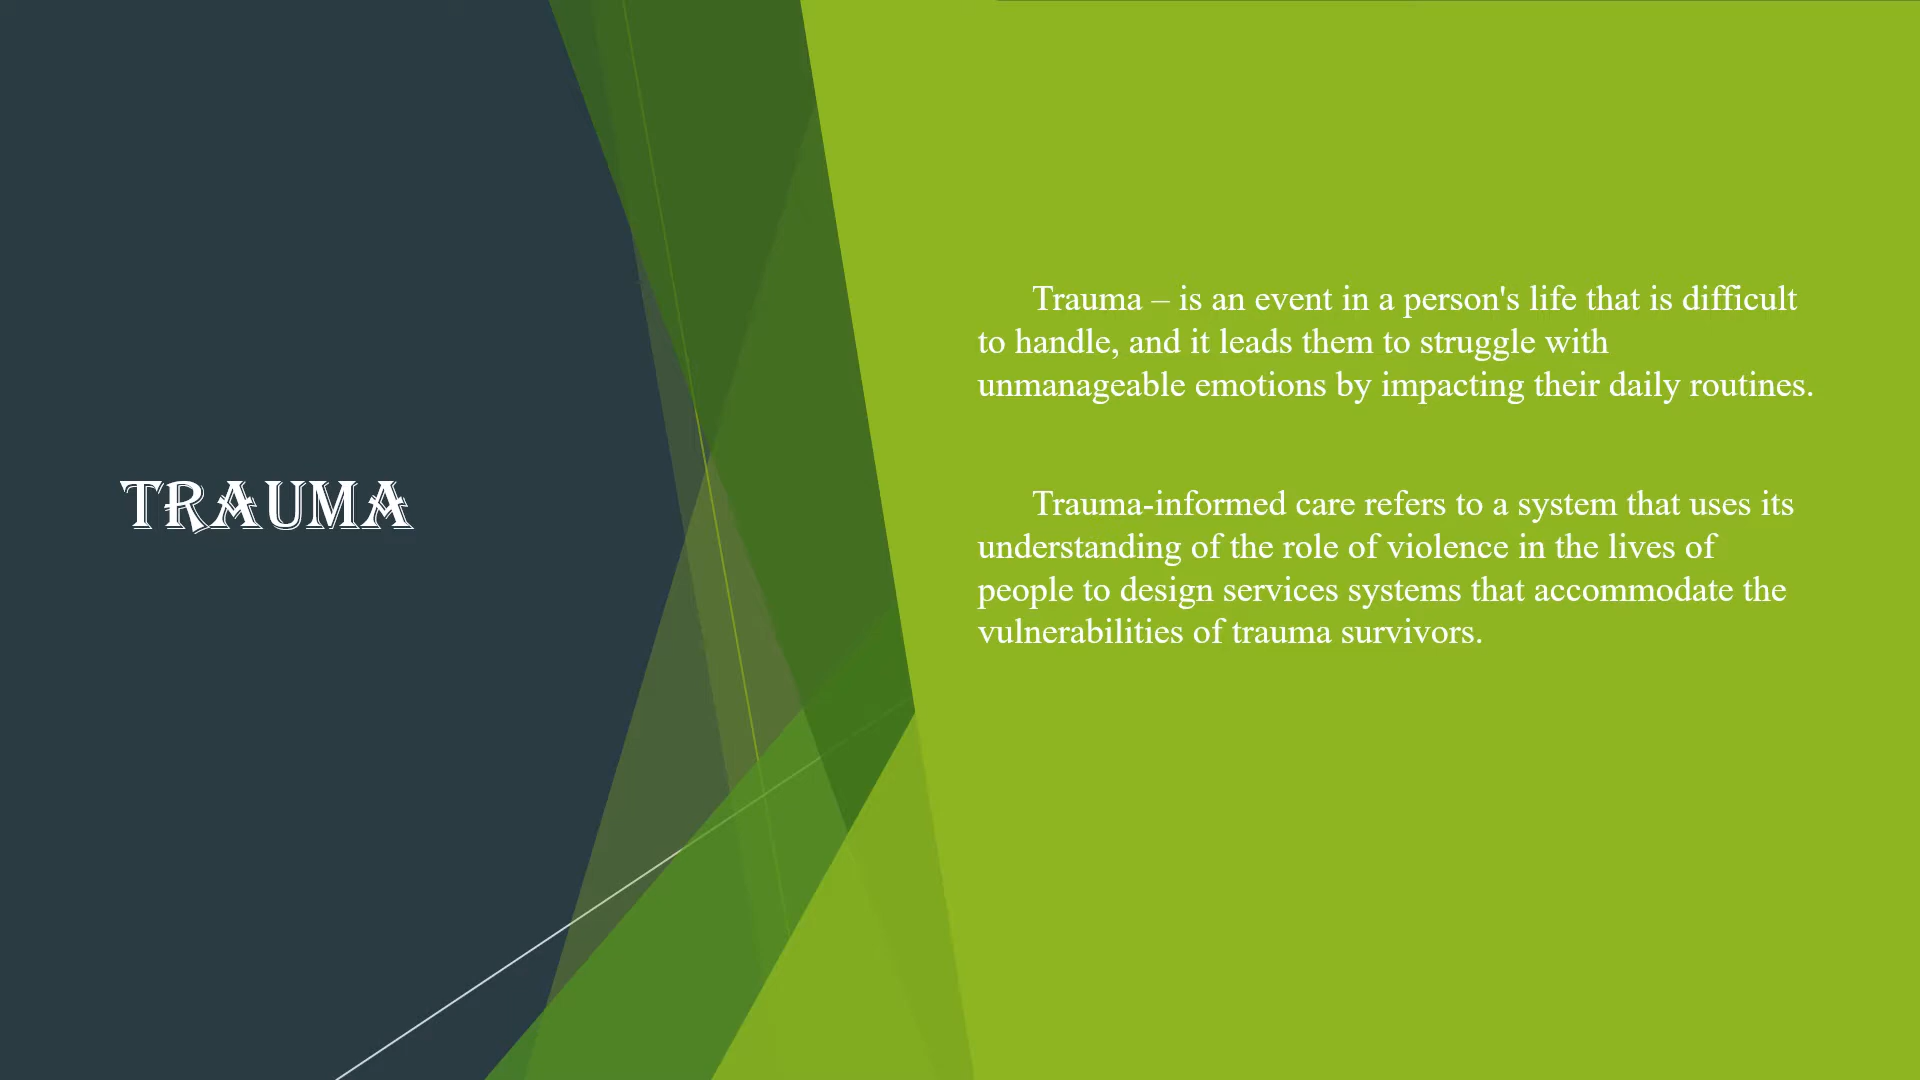 TRAUMA
Trauma – is an event in a person's life that is difficult
to handle, and it leads them to struggle with
unmanageable emotions by impacting their daily routines.
Trauma-informed care refers to a system that uses its
understanding of the role of violence in the lives of
people to design services systems that accommodate the
vulnerabilities of trauma survivors.